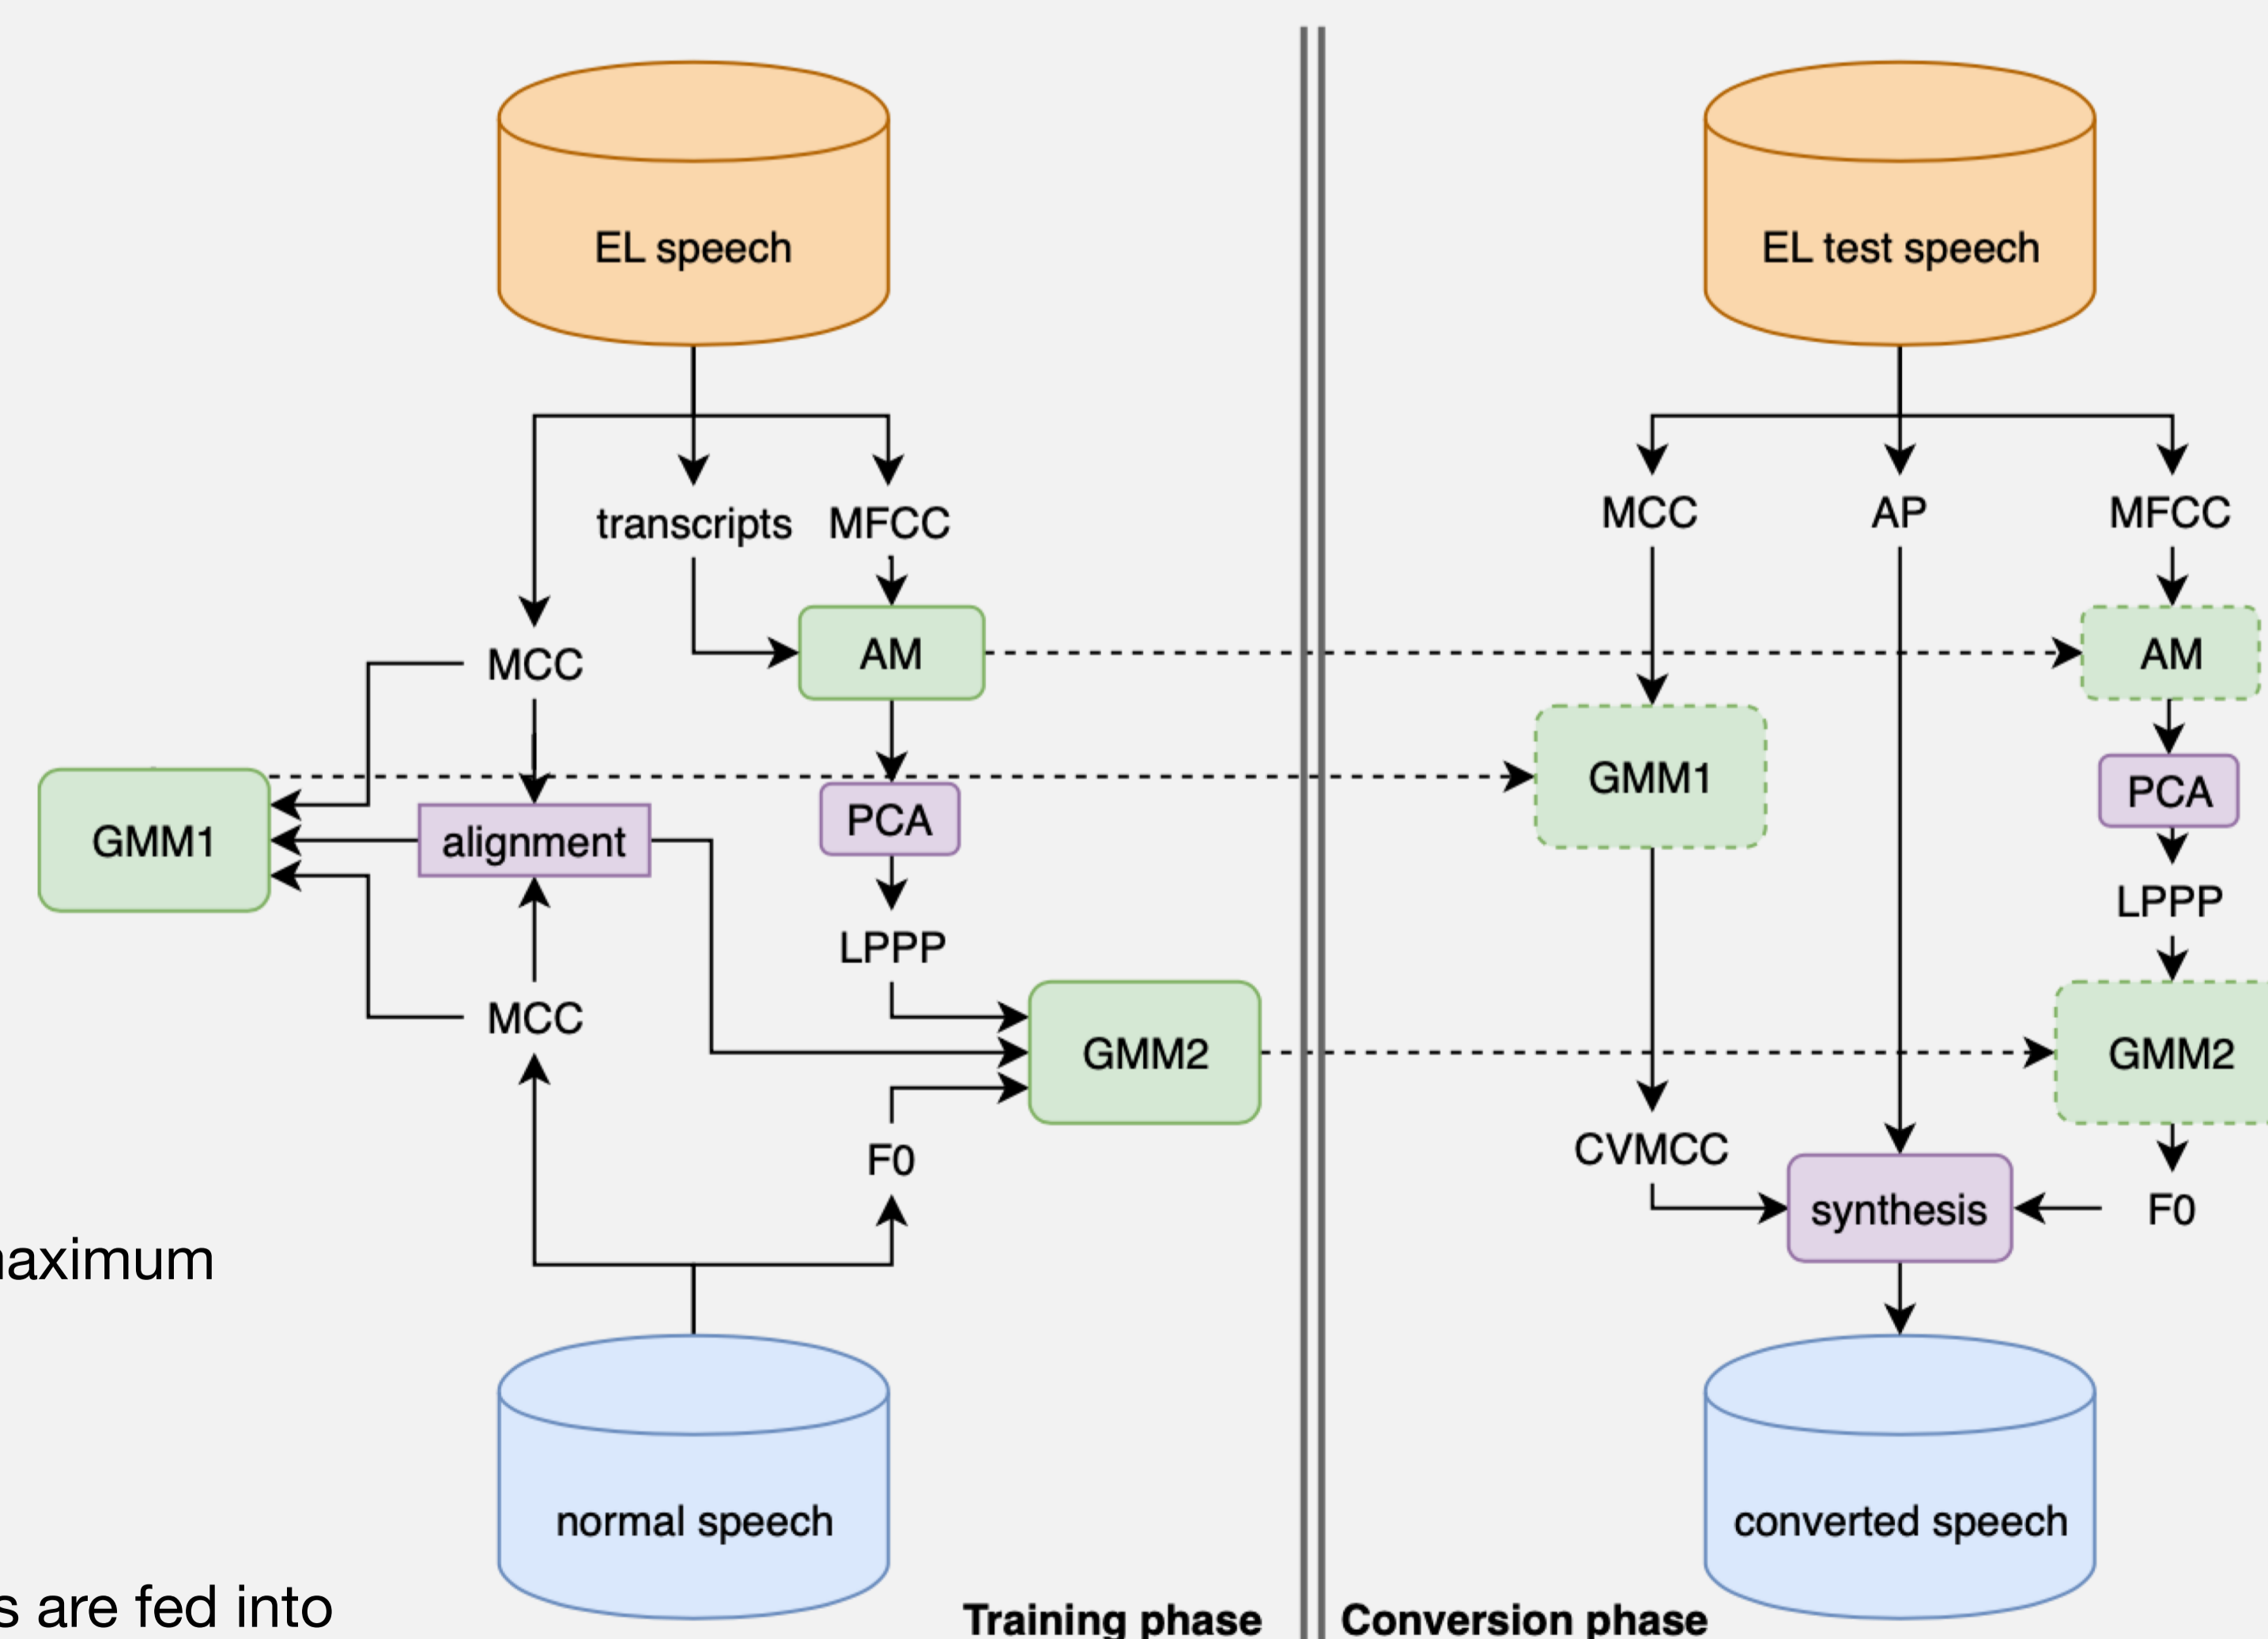 EL speech
EL test speech
transcripts MFCC
MCC AP MFCC
MCC
AM
AM
GMM1
PCA
GMM1
alignment
PCA
LPPP
LPPP
MCC
GMM2
GMM2
F0
CVMCC
synthesis
F0
aximum
normal speech
converted speech
s are fed into
Training phase
Conversion phase